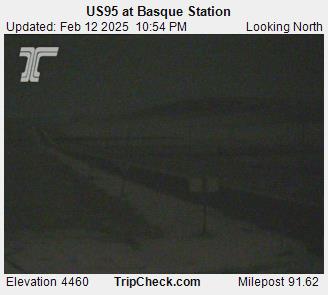 US95 at Basque Station
Updated: Feb 12 2025 10:54 PM Looking North
Elevation 4460 TripCheck.com Milepost 91.62